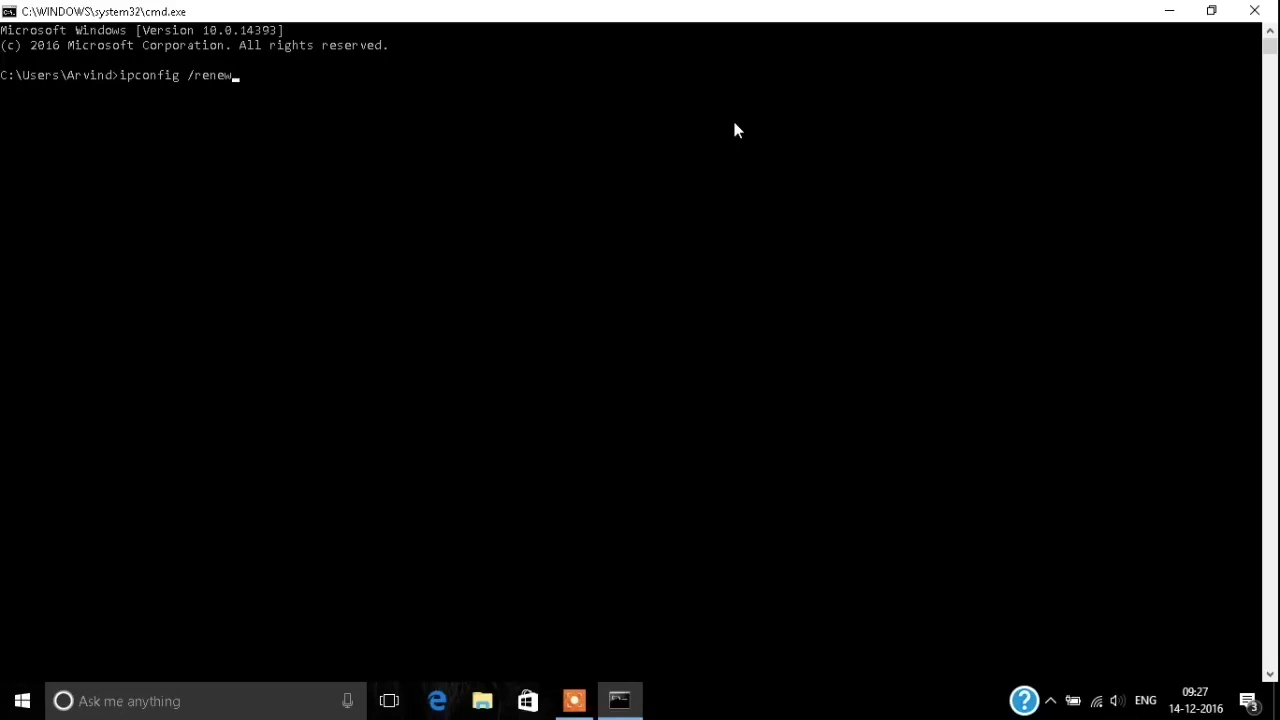 C:\WINDOWS\system32\cmd.exe
Microsoft Windows [Version 10.0.14393]
(c) 2016 Microsoft Corporation. All rights reserved.
C:\Users\Arvind>ipconfig /renew
Ask me anything
ENG
09:27
14-12-2016
3